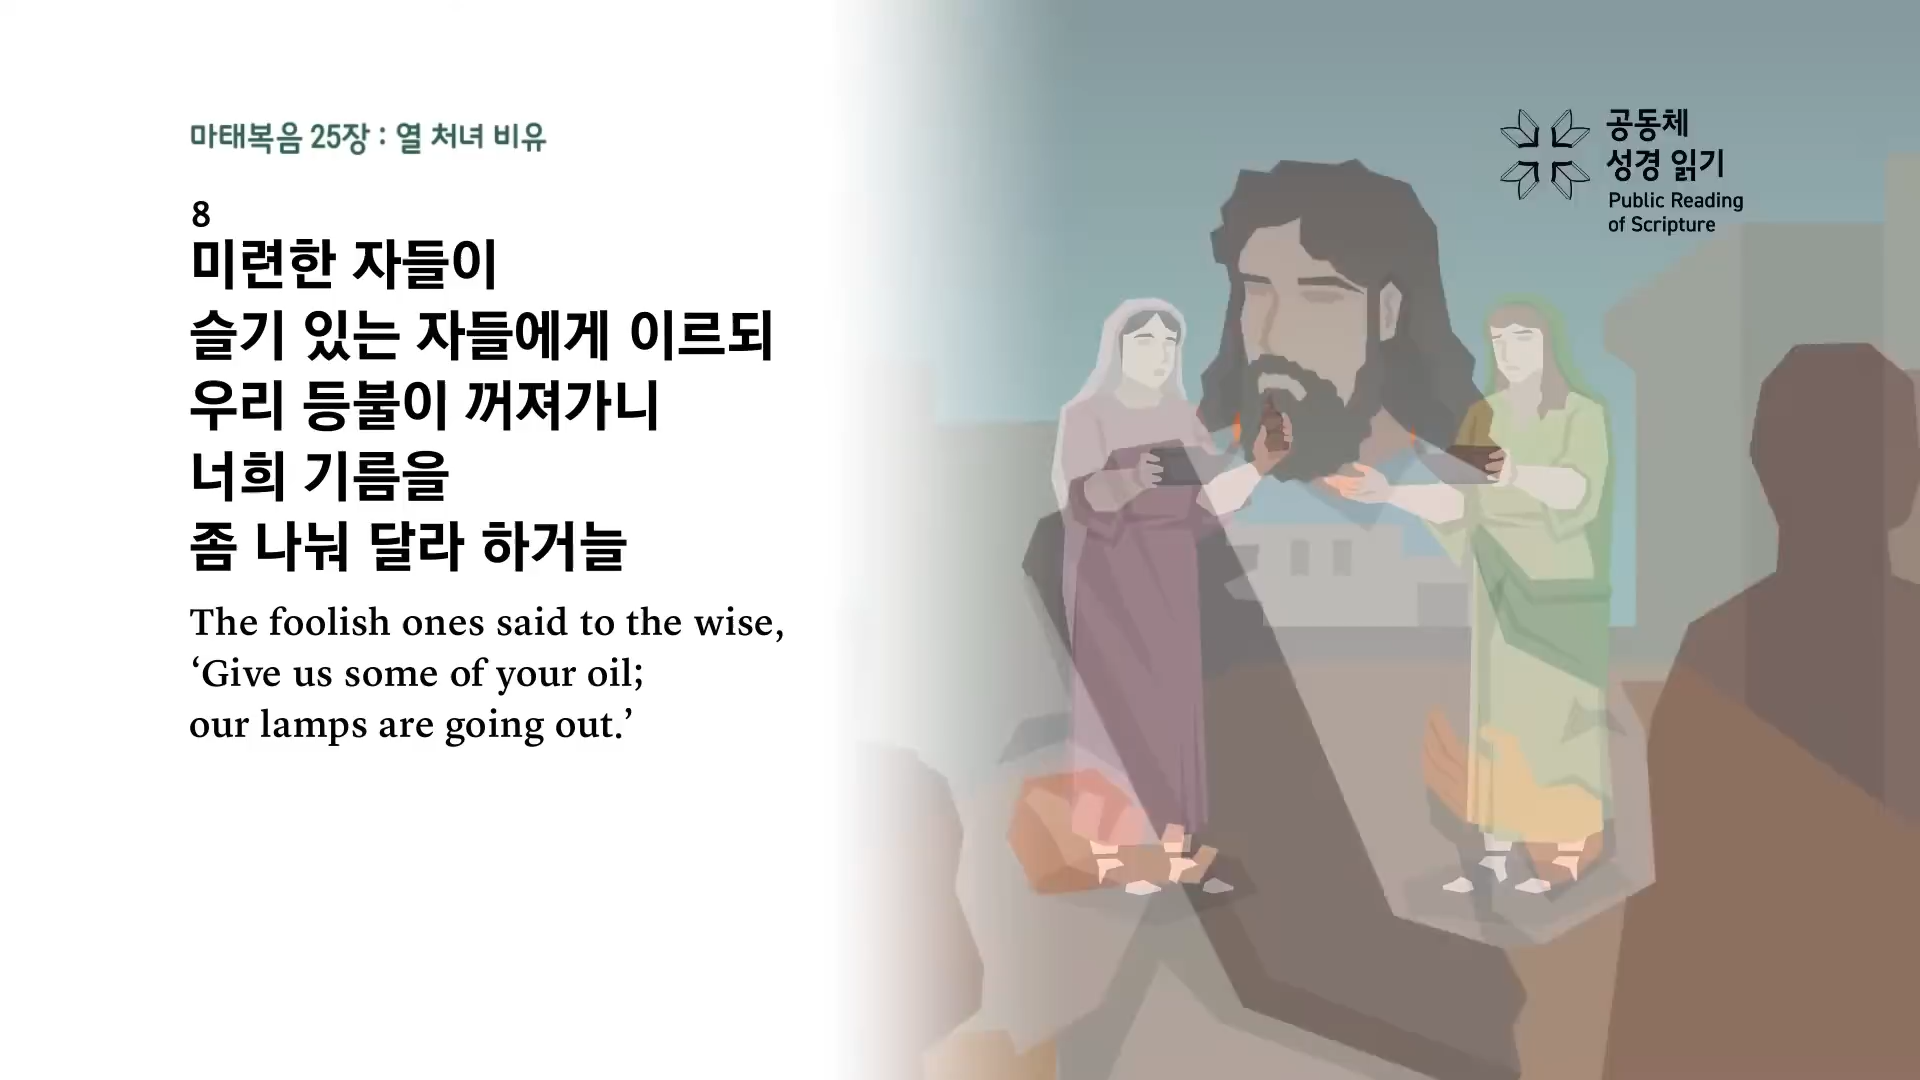 마태복음 25장 : 열 처녀 비유
8
미련한 자들이
슬기 있는 자들에게 이르되
우리 등불이 꺼져가니
너희 기름을
좀 나눠 달라 하거늘
The foolish ones said to the wise,
‘Give us some of your oil;
our lamps are going out.’
공동체
성경 읽기
Public Reading
of Scripture